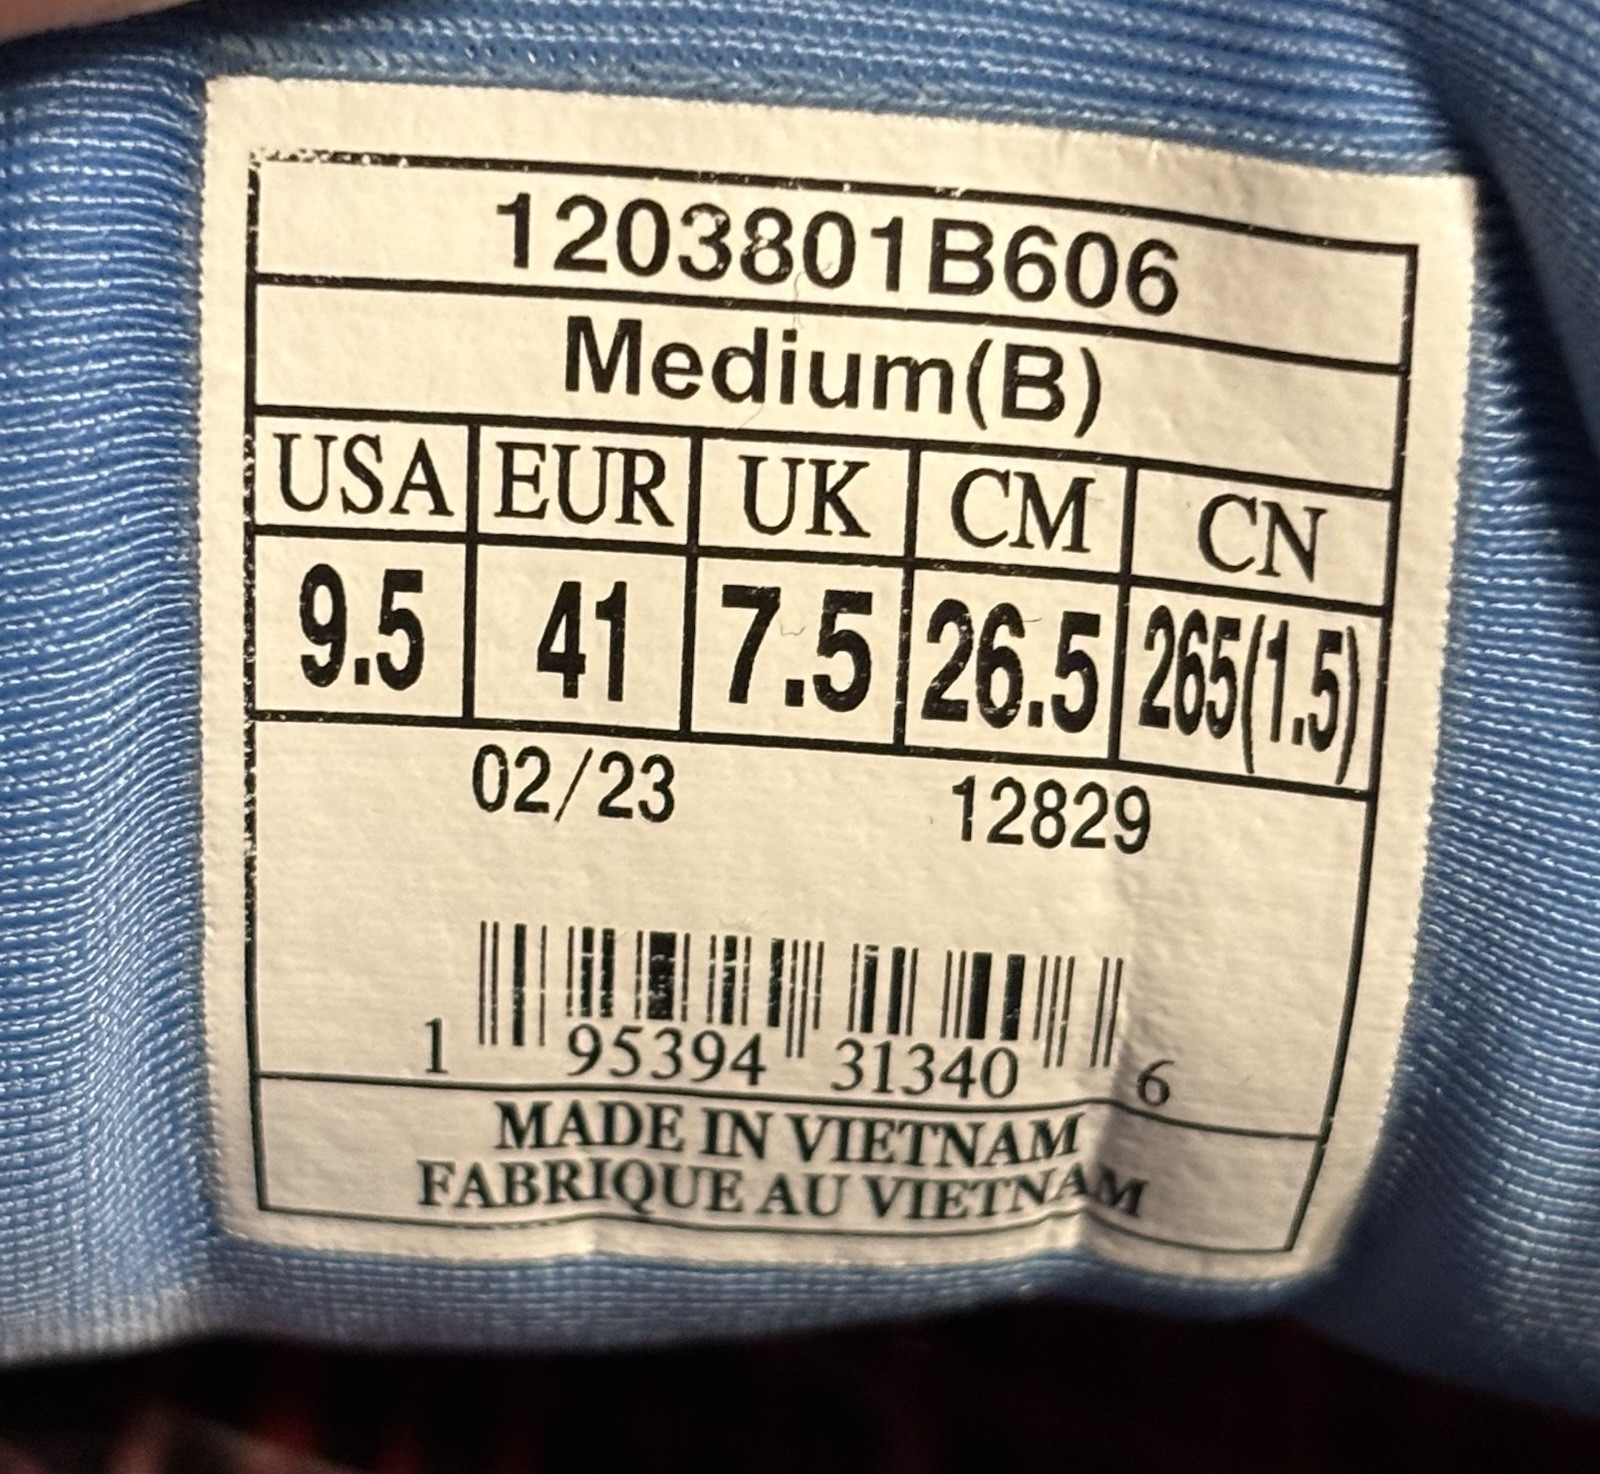 1203801B606
Medium(B)
USA EUR UK CM CN
9.5 41 7.5 26.5 265(1.5)
02/23 12829
1 95394 31340 6
MADE IN VIETNAM
FABRIQUE AU VIETNAM